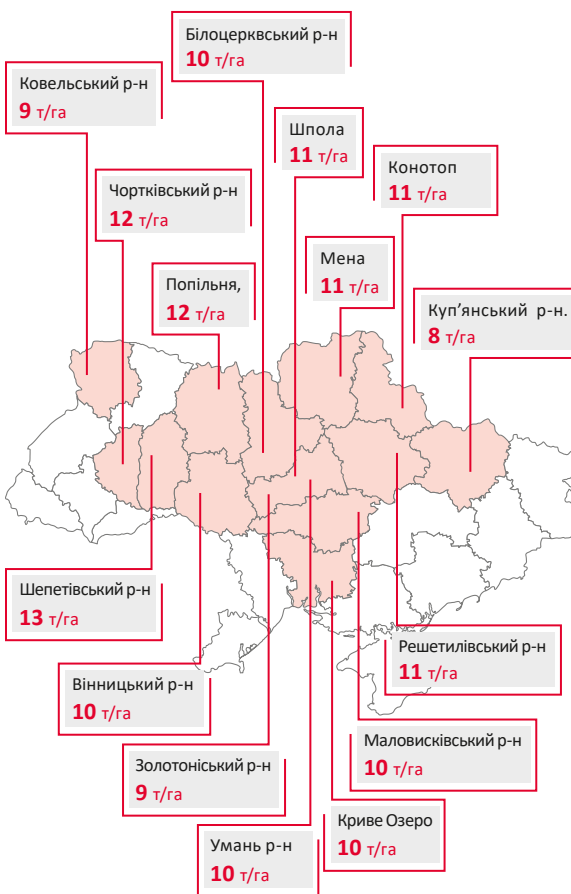 Білоцерквський р-н
10 т/га
Ковельський р-н
9 т/га
Шпола
11 т/га
Конотоп
11 т/га
Чортківський р-н
12 т/га
Мена
11 т/га
Попільня,
12 т/га
Куп’янський р-н.
8 т/га
Шепетівський р-н
13 т/га
Решетилівський р-н
11 т/га
Вінницький р-н
10 т/га
Маловисківський р-н
10 т/га
Золотоніський р-н
9 т/га
Криве Озеро
10 т/га
Умань р-н
10 т/га